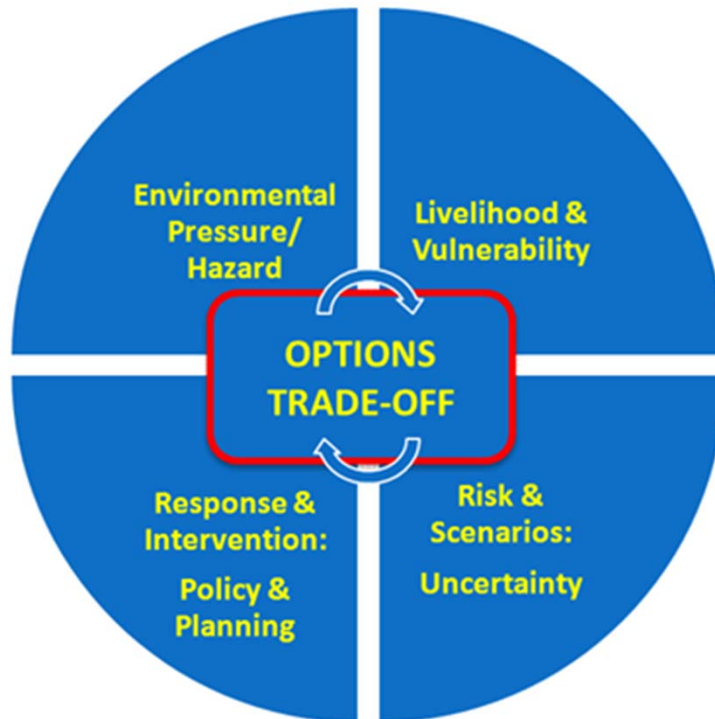 Environmental
Pressure/
Hazard
Livelihood &
Vulnerability
OPTIONS
TRADE-OFF
Response &
Intervention:
Policy &
Planning
Risk &
Scenarios:
Uncertainty